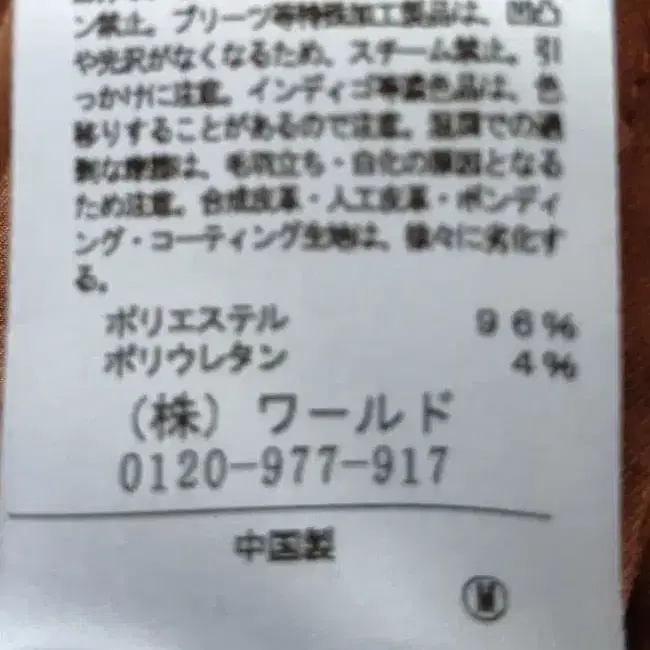 ン禁止。プリーツ等特殊加工製品は、凹凸
や光沢がなくなるため、スチーム禁止。引
っかけに注意。インディゴ等濃色品は、色
移りすることがあるので注意。湿潤での過
剰な摩擦は、毛羽立ち・白化の原因となる
ため注意。合成皮革・人工皮革・ボンディ
ング・コーティング生地は、徐々に劣化す
る。
ポリエステル 96%
ポリウレタン 4%
(株) ワールド
0120-977-917
中国製